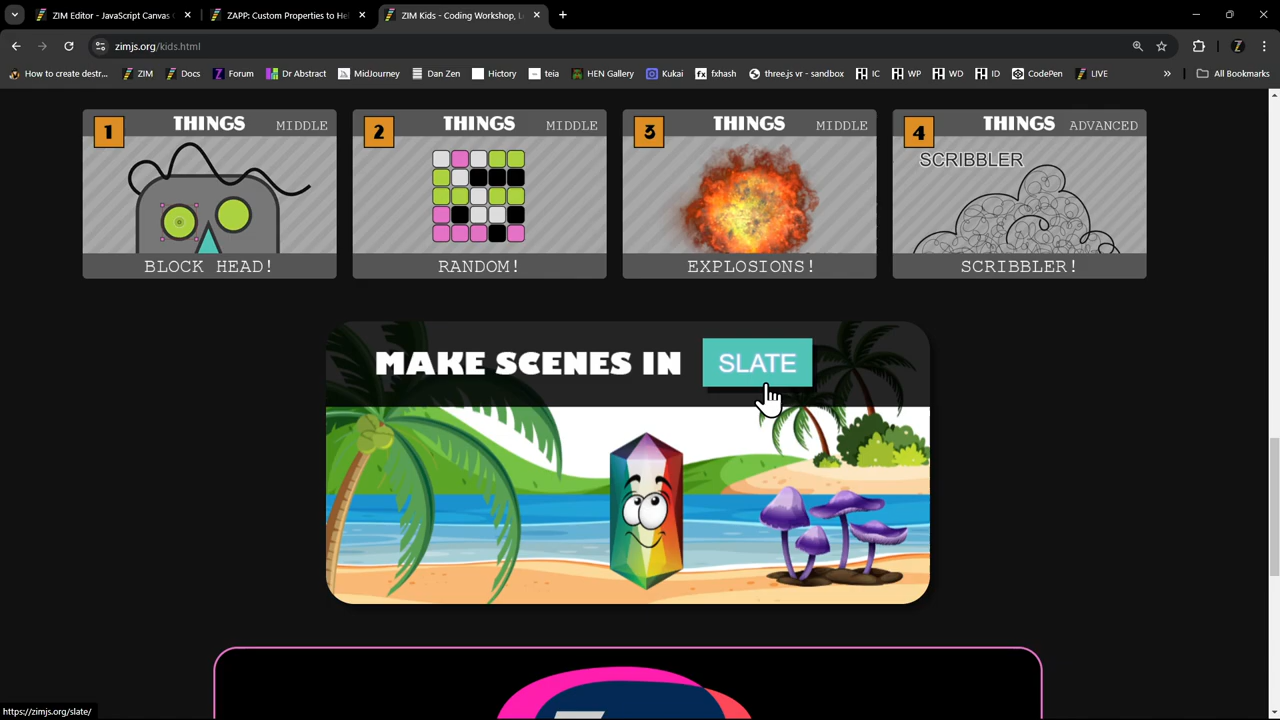 ZIM Editor - JavaScript Canvas C
ZAPP: Custom Properties to Hel
ZIM Kids - Coding Workshop, L
zimjs.org/kids.html
How to create destr...
ZIM
Docs
Forum
Dr Abstract
MidJourney
Dan Zen
Hictory
teia
HEN Gallery
Kukai
fxhash
three.js vr - sandbox
IC
WP
WD
ID
CodePen
LIVE
»
All Bookmarks
1 THINGS MIDDLE
BLOCK HEAD!
2 THINGS MIDDLE
RANDOM!
3 THINGS MIDDLE
EXPLOSIONS!
4 THINGS ADVANCED
SCRIBBLER
SCRIBBLER!
MAKE SCENES IN SLATE
https://zimjs.org/slate/